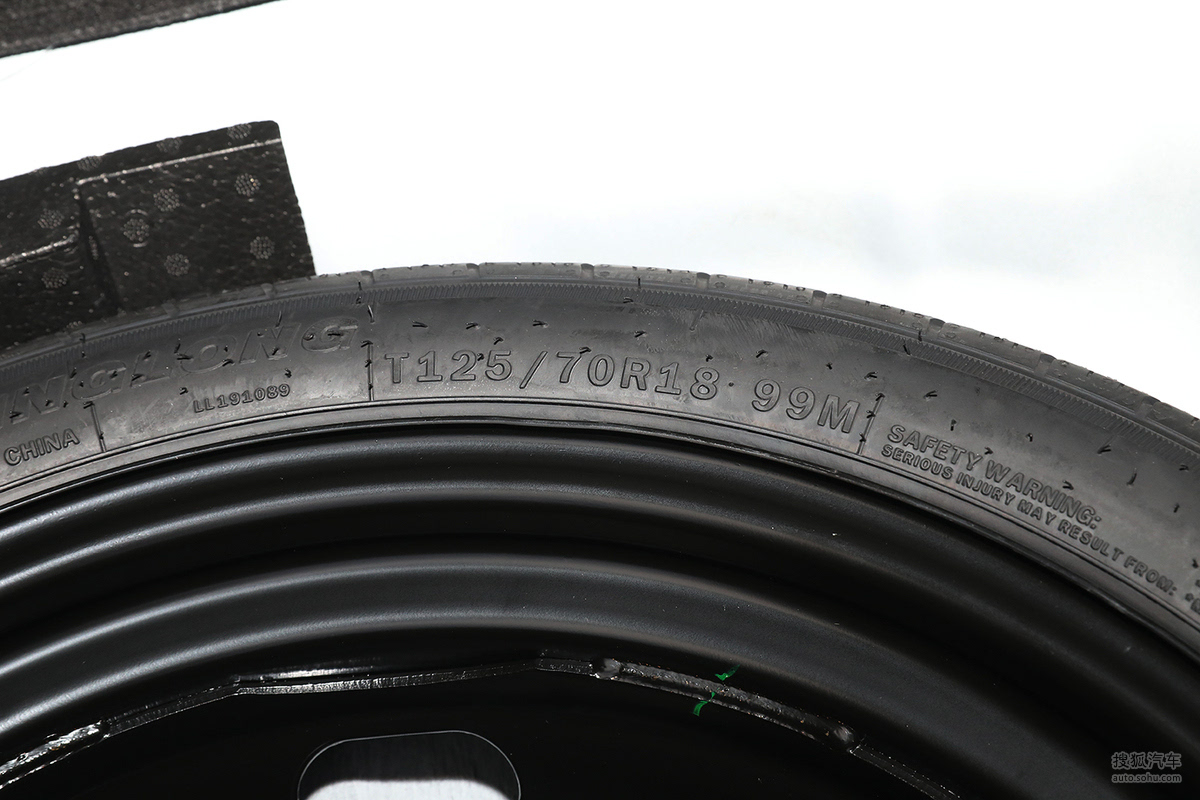 NGLONG
CHINA
LL191089
T125/70R18 99M
SAFETY WARNING:
SERIOUS INJURY MAY RESULT FROM:
搜狐汽车
auto.sohu.com